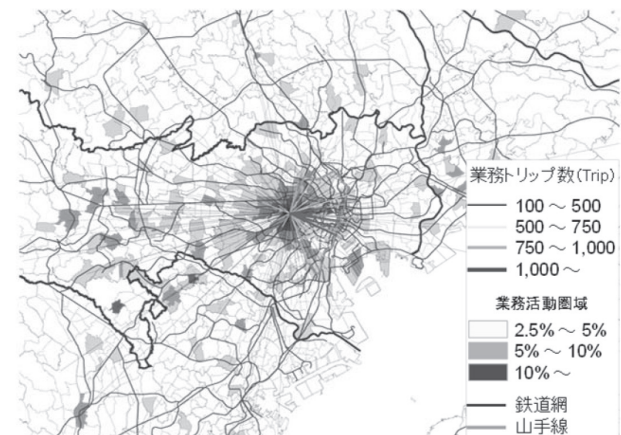 業務トリップ数(Trip)
100 ～ 500
500 ～ 750
750 ～ 1,000
1,000 ～
業務活動圏域
2.5% ～ 5%
5% ～ 10%
10% ～
鉄道網
山手線